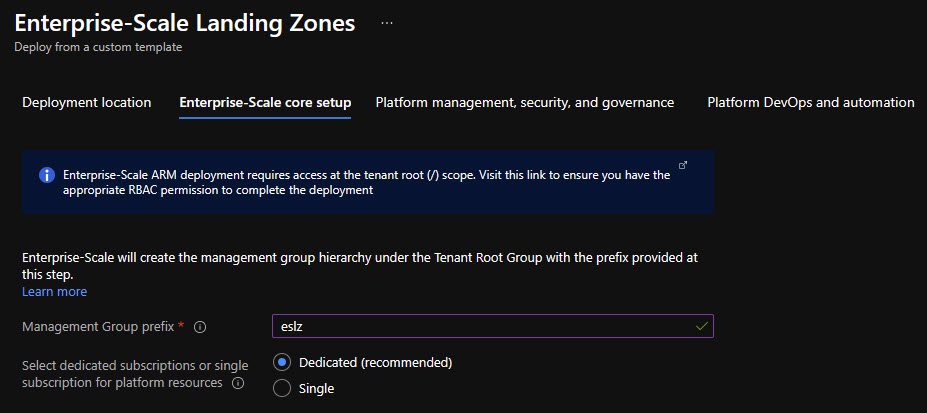 Enterprise-Scale Landing Zones ...
Deploy from a custom template
Deployment location Enterprise-Scale core setup Platform management, security, and governance Platform DevOps and automation
Enterprise-Scale ARM deployment requires access at the tenant root (/) scope. Visit this link to ensure you have the
appropriate RBAC permission to complete the deployment
Enterprise-Scale will create the management group hierarchy under the Tenant Root Group with the prefix provided at
this step.
Learn more
Management Group prefix * eslz
Select dedicated subscriptions or single
subscription for platform resources
Dedicated (recommended)
Single